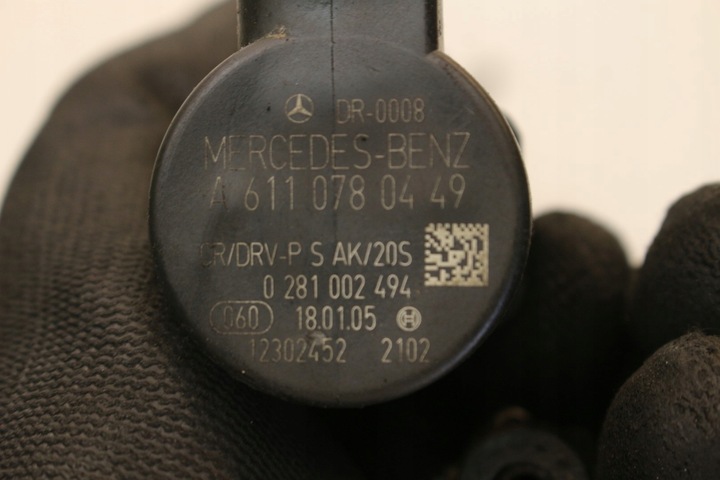 DR-0008
MERCEDES-BENZ
A 611 078 04 49
CR/DRV-P S AK/20S
0 281 002 494
060 18.01.05
12302452 2102